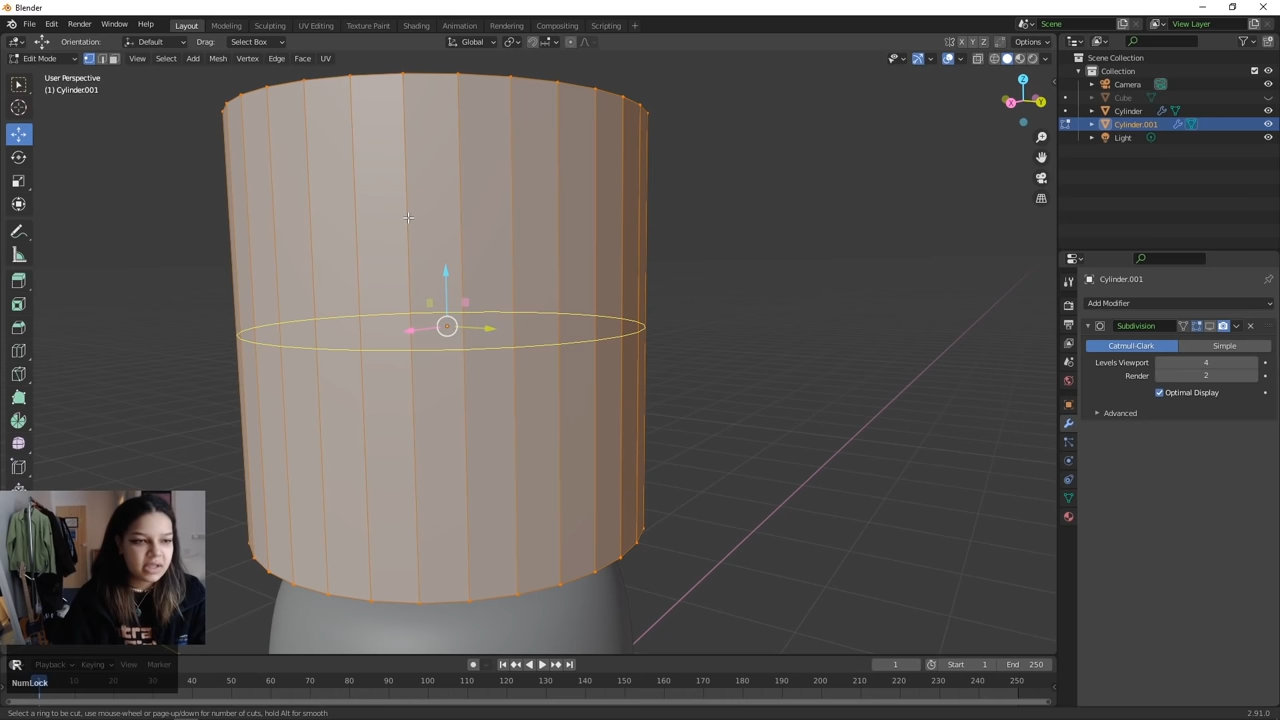 Blender
File Edit Render Window Help Layout Modeling Sculpting UV Editing Texture Paint Shading Animation Rendering Compositing Scripting + Scene View Layer
Orientation: Default Drag: Select Box Global X Y Z Options
Edit Mode View Select Add Mesh Vertex Edge Face UV
User Perspective
(1) Cylinder.001
Z
X
Y
Scene Collection
Collection
Camera
Cube
Cylinder
Cylinder.001
Light
Cylinder.001
Add Modifier
Subdivision
Catmull-Clark Simple
Levels Viewport 4
Render 2
Optimal Display
Advanced
Playback Keying View Marker 1 Start 1 End 250
R
NumLock
50 60 70 80 90 100 110 120 130 140 150 160 170 180 190 200 210 220 230 240 250
Select a ring to be cut, use mouse-wheel or page-up/down for number of cuts, hold Alt for smooth 2.91.0